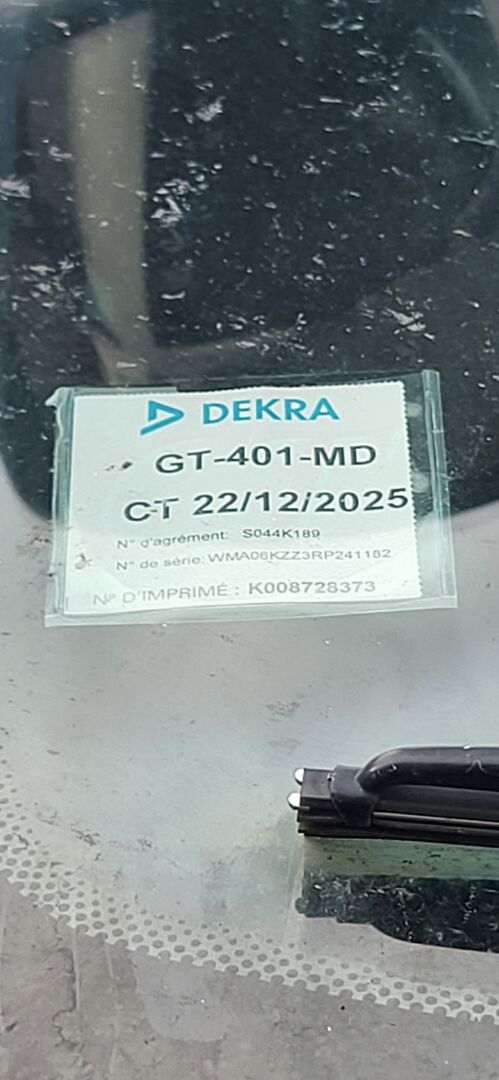 DEKRA
GT-401-MD
CT 22/12/2025
N° d'agrément: S044K189
N° de série: WMA06KZZ3RP241182
N° D'IMPRIMÉ : K008728373